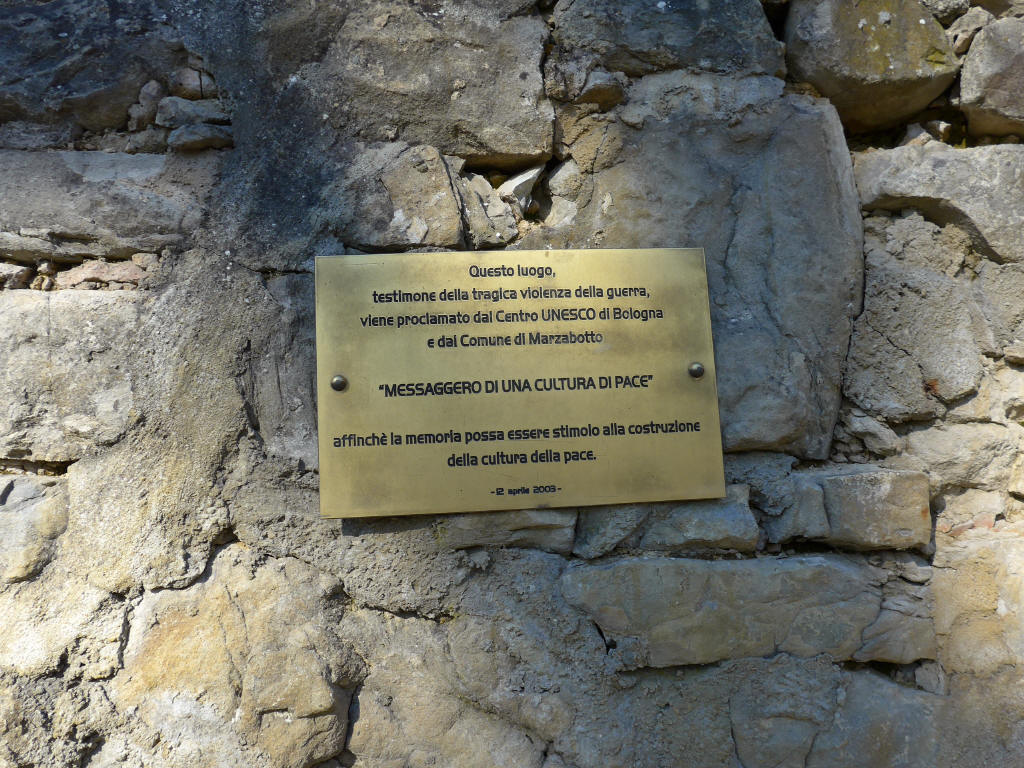 Questo luogo,
testimone della tragica violenza della guerra,
viene proclamato dal Centro UNESCO di Bologna
e dal Comune di Marzabotto
"MESSAGGERO DI UNA CULTURA DI PACE"
affinchè la memoria possa essere stimolo alla costruzione
della cultura della pace.
- 12 aprile 2003 -